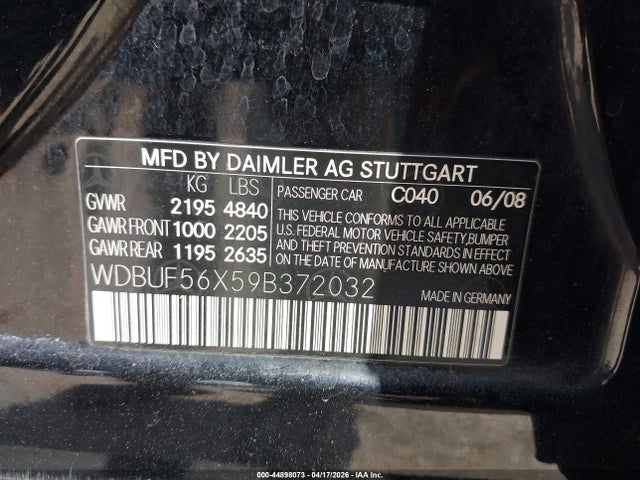 MFD BY DAIMLER AG STUTTGART
KG LBS PASSENGER CAR C040 06/08
GVWR 2195 4840
GAWR FRONT 1000 2205
GAWR REAR 1195 2635
THIS VEHICLE CONFORMS TO ALL APPLICABLE
U.S. FEDERAL MOTOR VEHICLE SAFETY,BUMPER
AND THEFT PREVENTION STANDARDS IN EFFECT
ON THE DATE OF MANUFACTURE SHOWN ABOVE.
WDBUF56X59B372032 MADE IN GERMANY
000-44898073 - 04/17/2026 - IAA Inc.